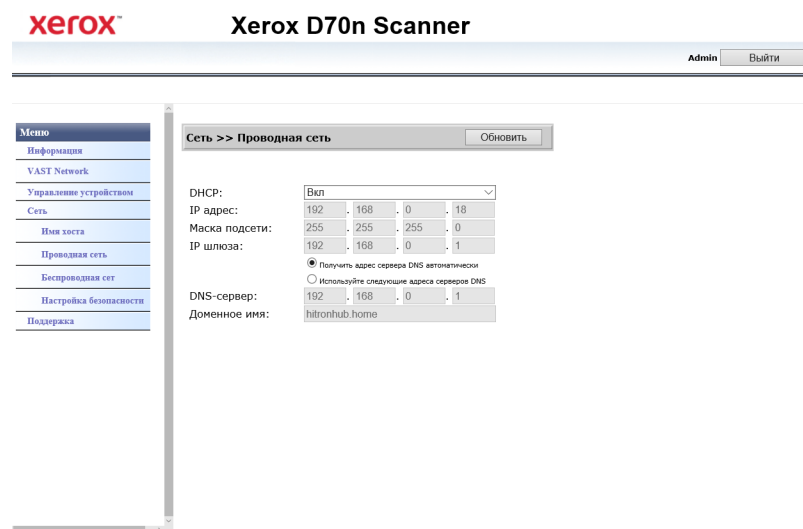 xerox™
Xerox D70n Scanner
Admin Выйти
Меню
Информация
VAST Network
Управление устройством
Сеть
Имя хоста
Проводная сеть
Беспроводная сет
Настройка безопасности
Поддержка
Сеть >> Проводная сеть Обновить
DHCP: Вкл
IP адрес: 192 . 168 . 0 . 18
Маска подсети: 255 . 255 . 255 . 0
IP шлюза: 192 . 168 . 0 . 1
Получить адрес сервера DNS автоматически
Используйте следующие адреса серверов DNS
DNS-сервер: 192 . 168 . 0 . 1
Доменное имя: hitronhub.home